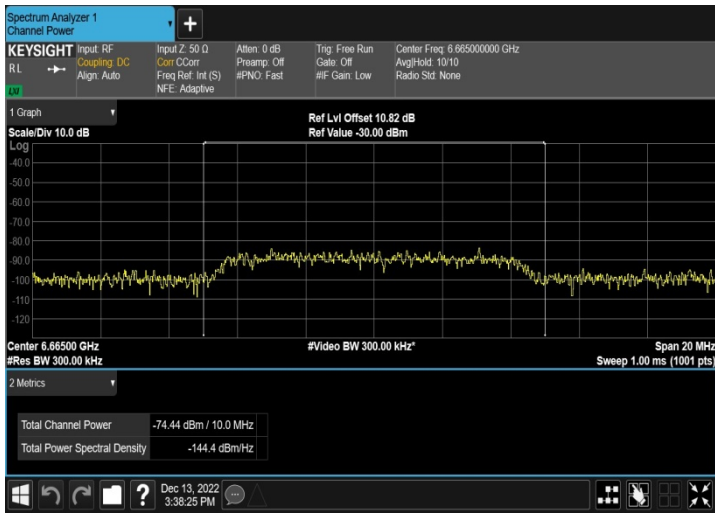 Spectrum Analyzer 1
Channel Power
KEYSIGHT Input: RF Input Z: 50 Ω Atten: 0 dB Trig: Free Run Center Freq: 6.665000000 GHz
RL Coupling: DC Corr CCorr Preamp: Off Gate: Off Avg|Hold: 10/10
Align: Auto Freq Ref: Int (S) #PNO: Fast #IF Gain: Low Radio Std: None
LXI NFE: Adaptive
1 Graph
Ref Lvl Offset 10.82 dB
Scale/Div 10.0 dB Ref Value -30.00 dBm
Log
-40.0
-50.0
-60.0
-70.0
-80.0
-90.0
-100
-110
-120
Center 6.66500 GHz #Video BW 300.00 kHz* Span 20 MHz
#Res BW 300.00 kHz Sweep 1.00 ms (1001 pts)
2 Metrics
Total Channel Power -74.44 dBm / 10.0 MHz
Total Power Spectral Density -144.4 dBm/Hz
? Dec 13, 2022
3:38:25 PM